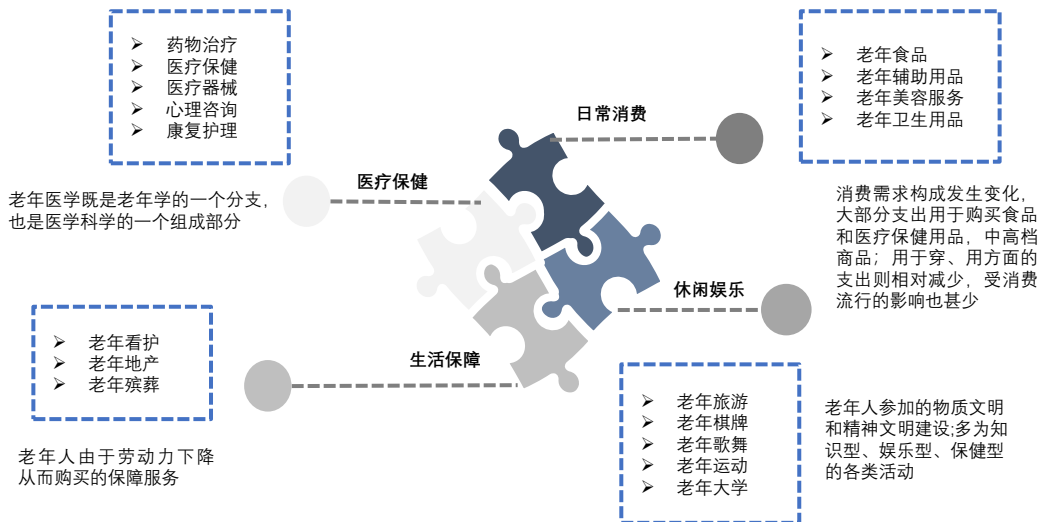 ➤ 药物治疗
➤ 医疗保健
➤ 医疗器械
➤ 心理咨询
➤ 康复护理
医疗保健
老年医学既是老年学的一个分支，
也是医学科学的一个组成部分
日常消费
➤ 老年食品
➤ 老年辅助用品
➤ 老年美容服务
➤ 老年卫生用品
消费需求构成发生变化，
大部分支出用于购买食品
和医疗保健用品，中高档
商品；用于穿、用方面的
支出则相对减少，受消费
流行的影响也甚少
➤ 老年看护
➤ 老年地产
➤ 老年殡葬
生活保障
老年人由于劳动力下降
从而购买的保障服务
休闲娱乐
➤ 老年旅游
➤ 老年棋牌
➤ 老年歌舞
➤ 老年运动
➤ 老年大学
老年人参加的物质文明
和精神文明建设;多为知
识型、娱乐型、保健型
的各类活动